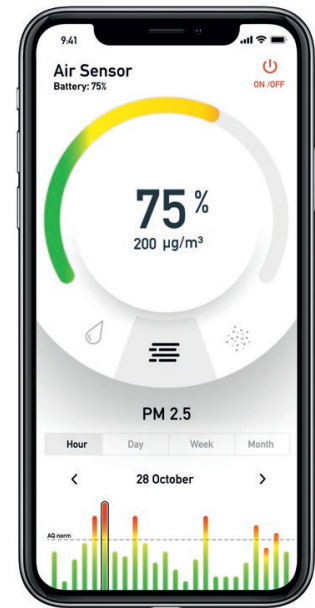 9:41
Air Sensor
Battery: 75%
ON /OFF
75 %
200 µg/m³
PM 2.5
Hour Day Week Month
28 October
AQ norm